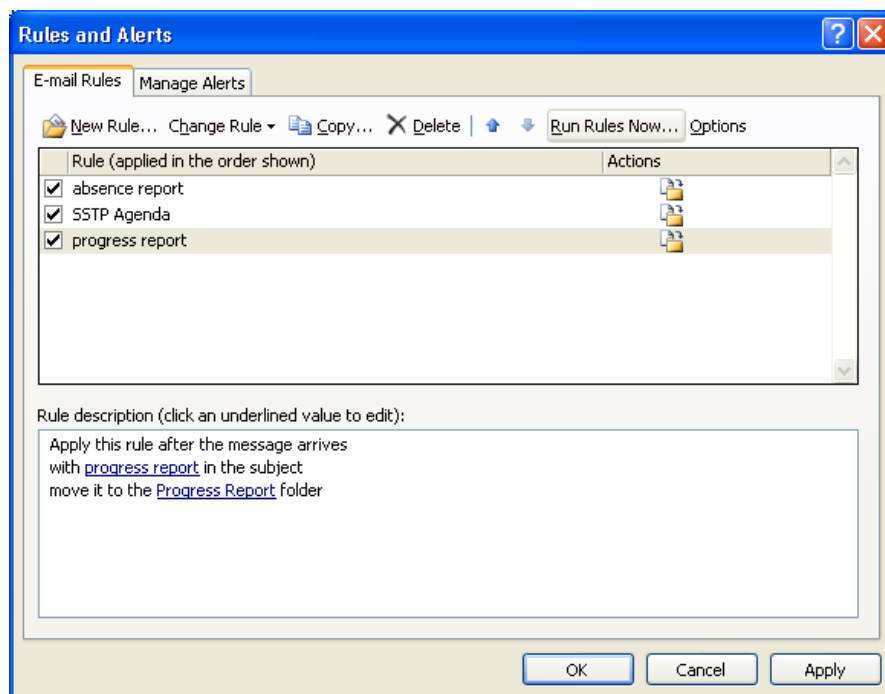 Rules and Alerts
E-mail Rules Manage Alerts
New Rule... Change Rule Copy... Delete Run Rules Now... Options
Rule (applied in the order shown) Actions
absence report
SSTP Agenda
progress report
Rule description (click an underlined value to edit):
Apply this rule after the message arrives
with progress report in the subject
move it to the Progress Report folder
OK Cancel Apply